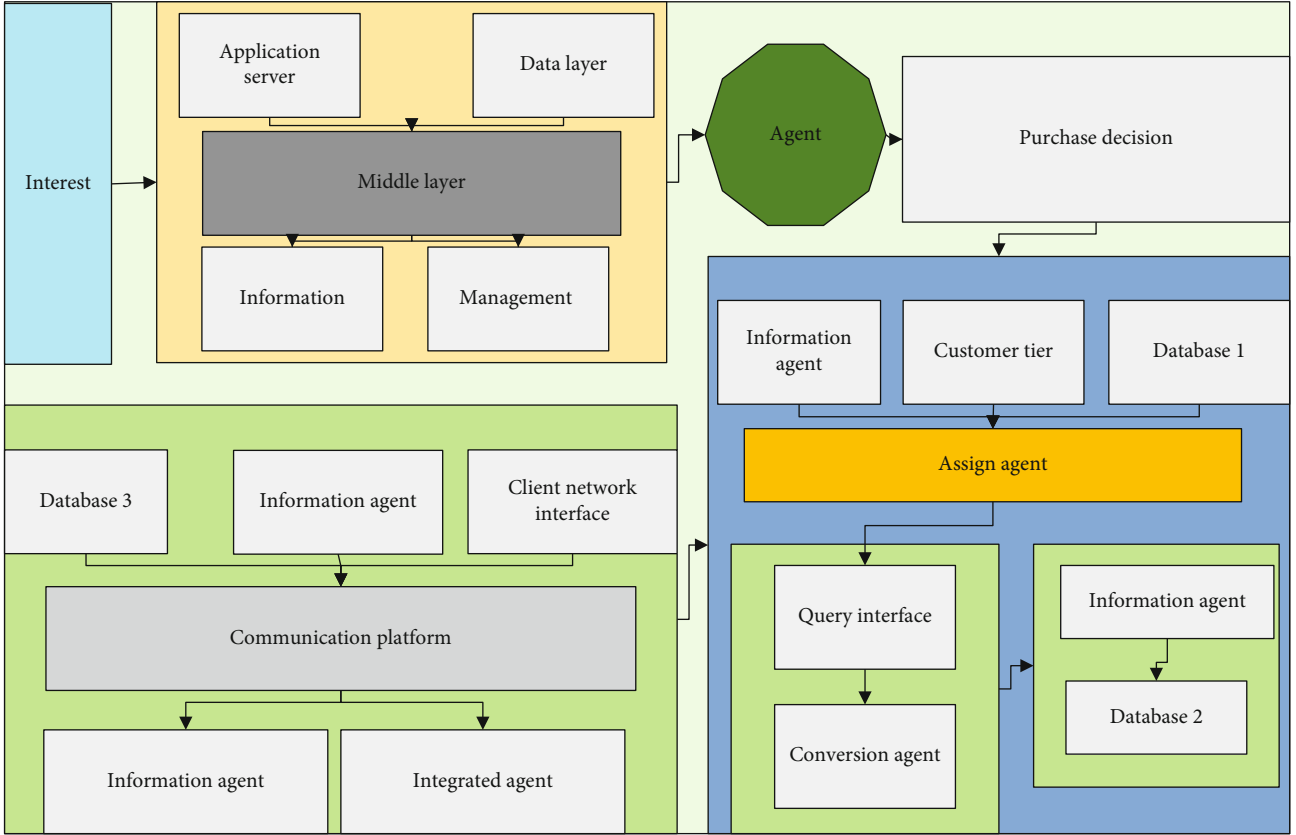 Interest
Application
server
Data layer
Middle layer
Information
Management
Agent
Purchase decision
Information
agent
Customer tier
Database 1
Assign agent
Query interface
Conversion agent
Information agent
Database 2
Database 3
Information agent
Client network
interface
Communication platform
Information agent
Integrated agent